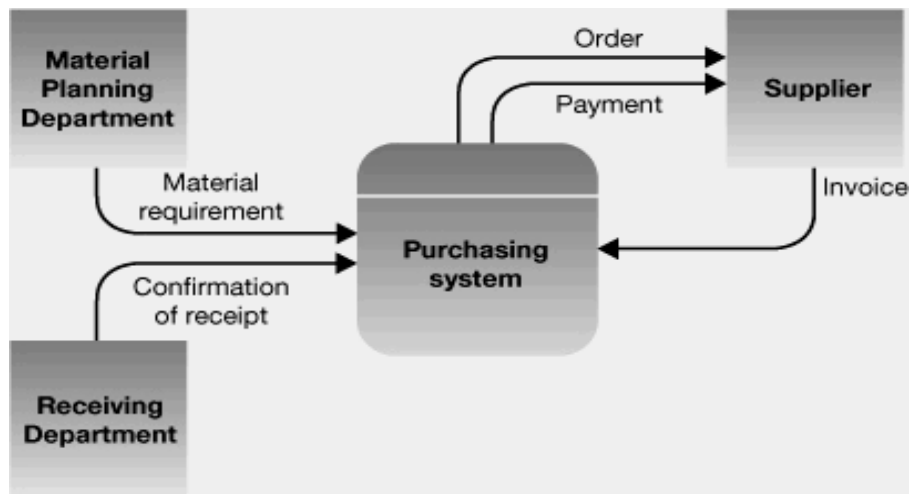 Material
Planning
Department
Order
Payment
Supplier
Material
requirement
Invoice
Purchasing
system
Confirmation
of receipt
Receiving
Department